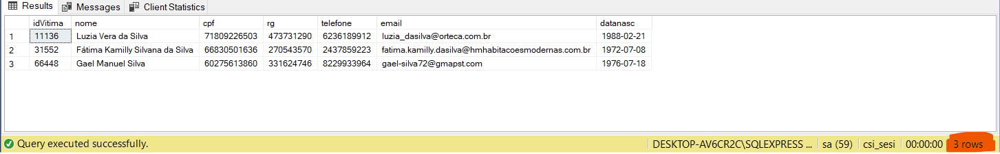 Results Messages Client Statistics
idVitima nome cpf rg telefone email datanasc
1 11136 Luzia Vera da Silva 71809226503 473731290 6236189912 luzia_dasilva@orteca.com.br 1988-02-21
2 31552 Fátima Kamilly Silvana da Silva 66830501636 270543570 2437859223 fatima.kamilly.dasilva@hmhabitacoesmodernas.com.br 1972-07-08
3 66448 Gael Manuel Silva 60275613860 331624746 8229933964 gael-silva72@gmapst.com 1976-07-18
Query executed successfully. DESKTOP-AV6CR2C\SQLEXPRESS ... sa (59) csi_sesi 00:00:00 3 rows